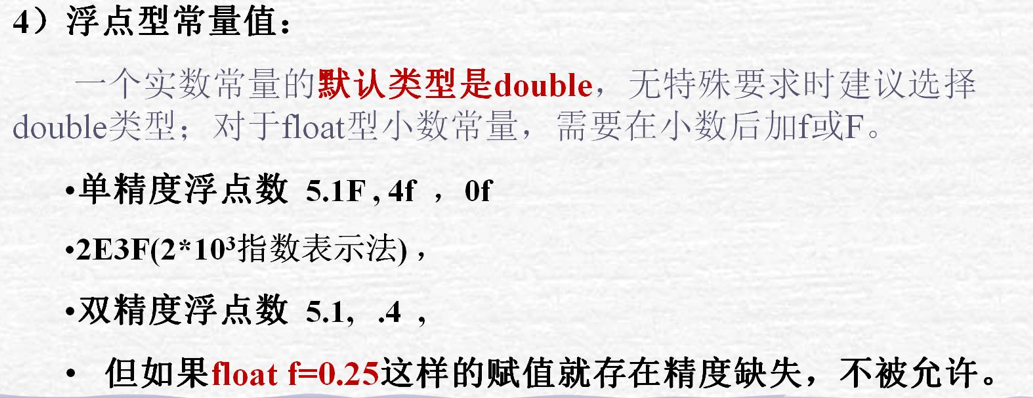 4）浮点型常量值：
一个实数常量的默认类型是double，无特殊要求时建议选择
double类型；对于float型小数常量，需要在小数后加f或F。
•单精度浮点数 5.1F , 4f ，0f
•2E3F(2*10³指数表示法)，
•双精度浮点数 5.1, .4 ,
• 但如果float f=0.25这样的赋值就存在精度缺失，不被允许。